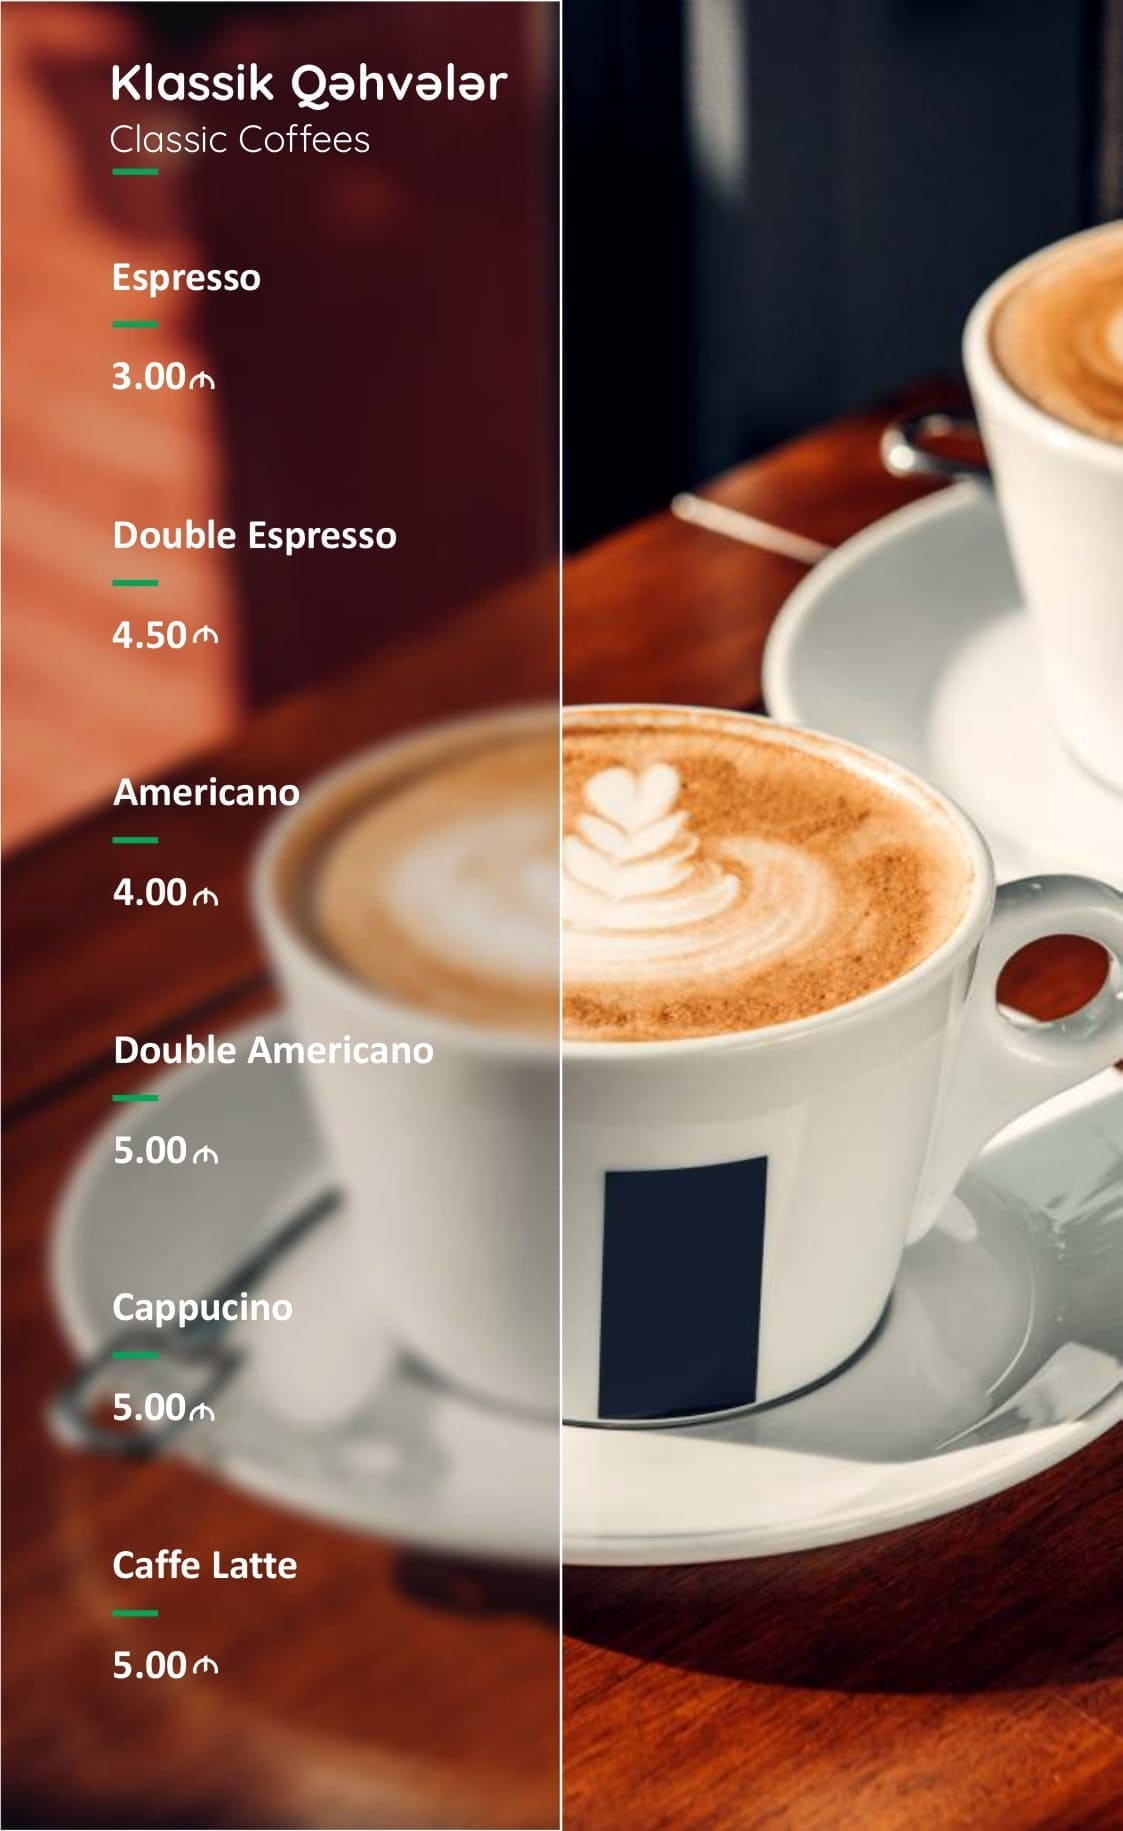 Klassik Qəhvələr
Classic Coffees
Espresso
3.00₼
Double Espresso
4.50₼
Americano
4.00₼
Double Americano
5.00₼
Cappucino
5.00₼
Caffe Latte
5.00₼